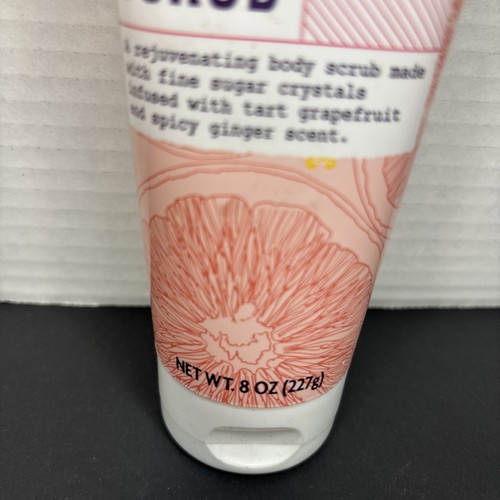 SCRUB
A rejuvenating body scrub made
with fine sugar crystals
infused with tart grapefruit
and spicy ginger scent.
NET WT. 8 OZ (227g)